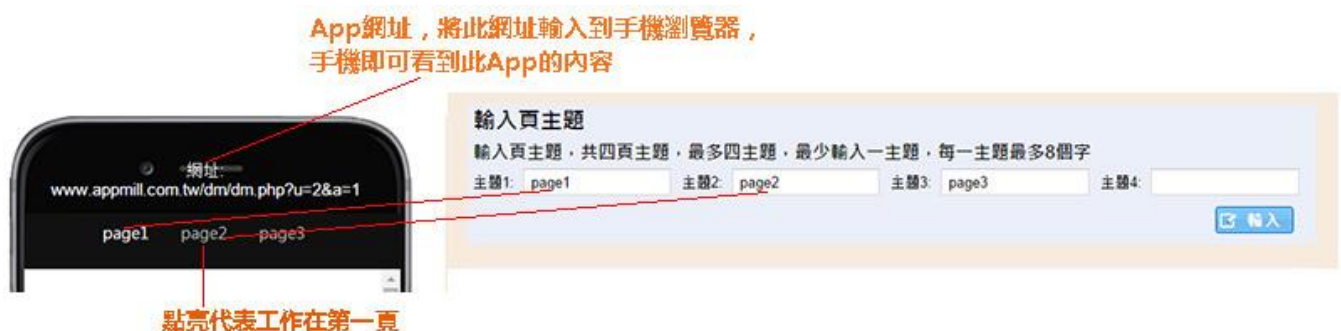 App網址，將此網址輸入到手機瀏覽器，
手機即可看到此App的內容
網址:
www.appmill.com.tw/dm/dm.php?u=2&a=1
page1 page2 page3
點亮代表工作在第一頁
輸入頁主題
輸入頁主題，共四頁主題，最多四主題，最少輸入一主題，每一主題最多8個字
主題1: page1 主題2: page2 主題3: page3 主題4:
輸入